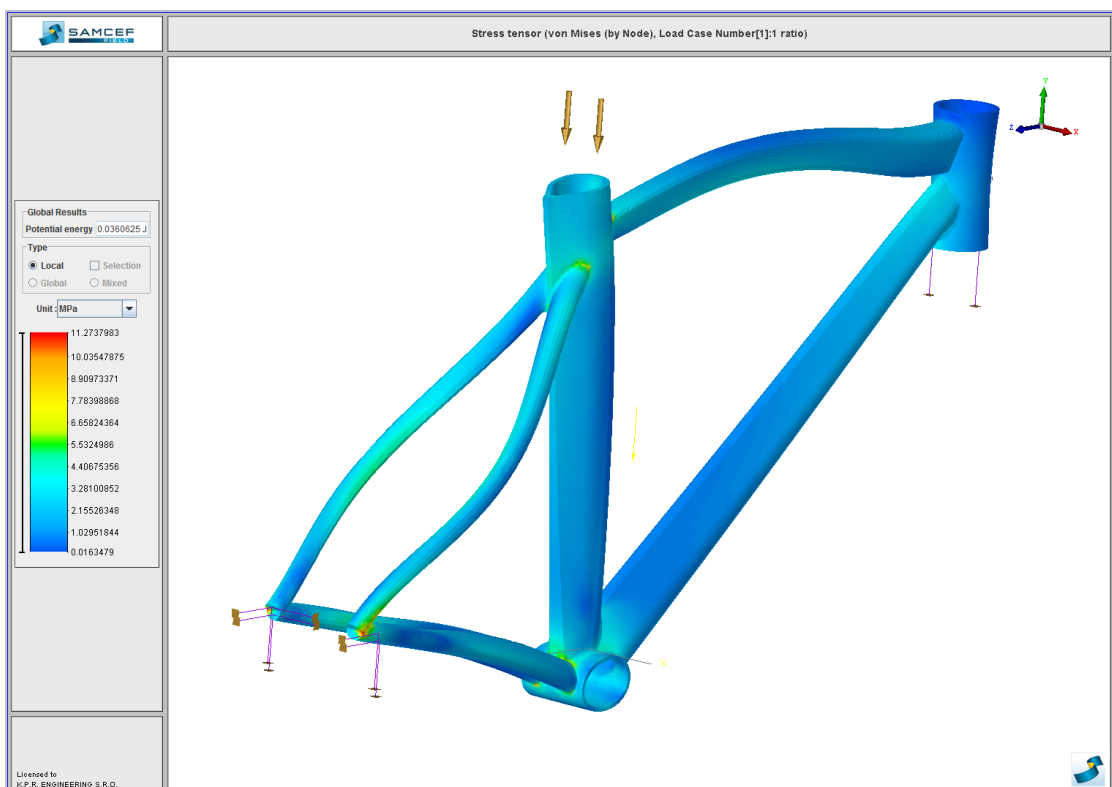 SAMCEF
FIELD
Stress tensor (von Mises (by Node), Load Case Number[1]:1 ratio)
Y
Z
X
Global Results
Potential energy 0.0360625 J
Type
Local
Selection
Global
Mixed
Unit : MPa
11.2737983
10.03547875
8.90973371
7.78398868
6.65824364
5.5324986
4.40675356
3.28100852
2.15526348
1.02951844
0.0163479
X
Licensed to
K.P.R. ENGINEERING S.R.O.